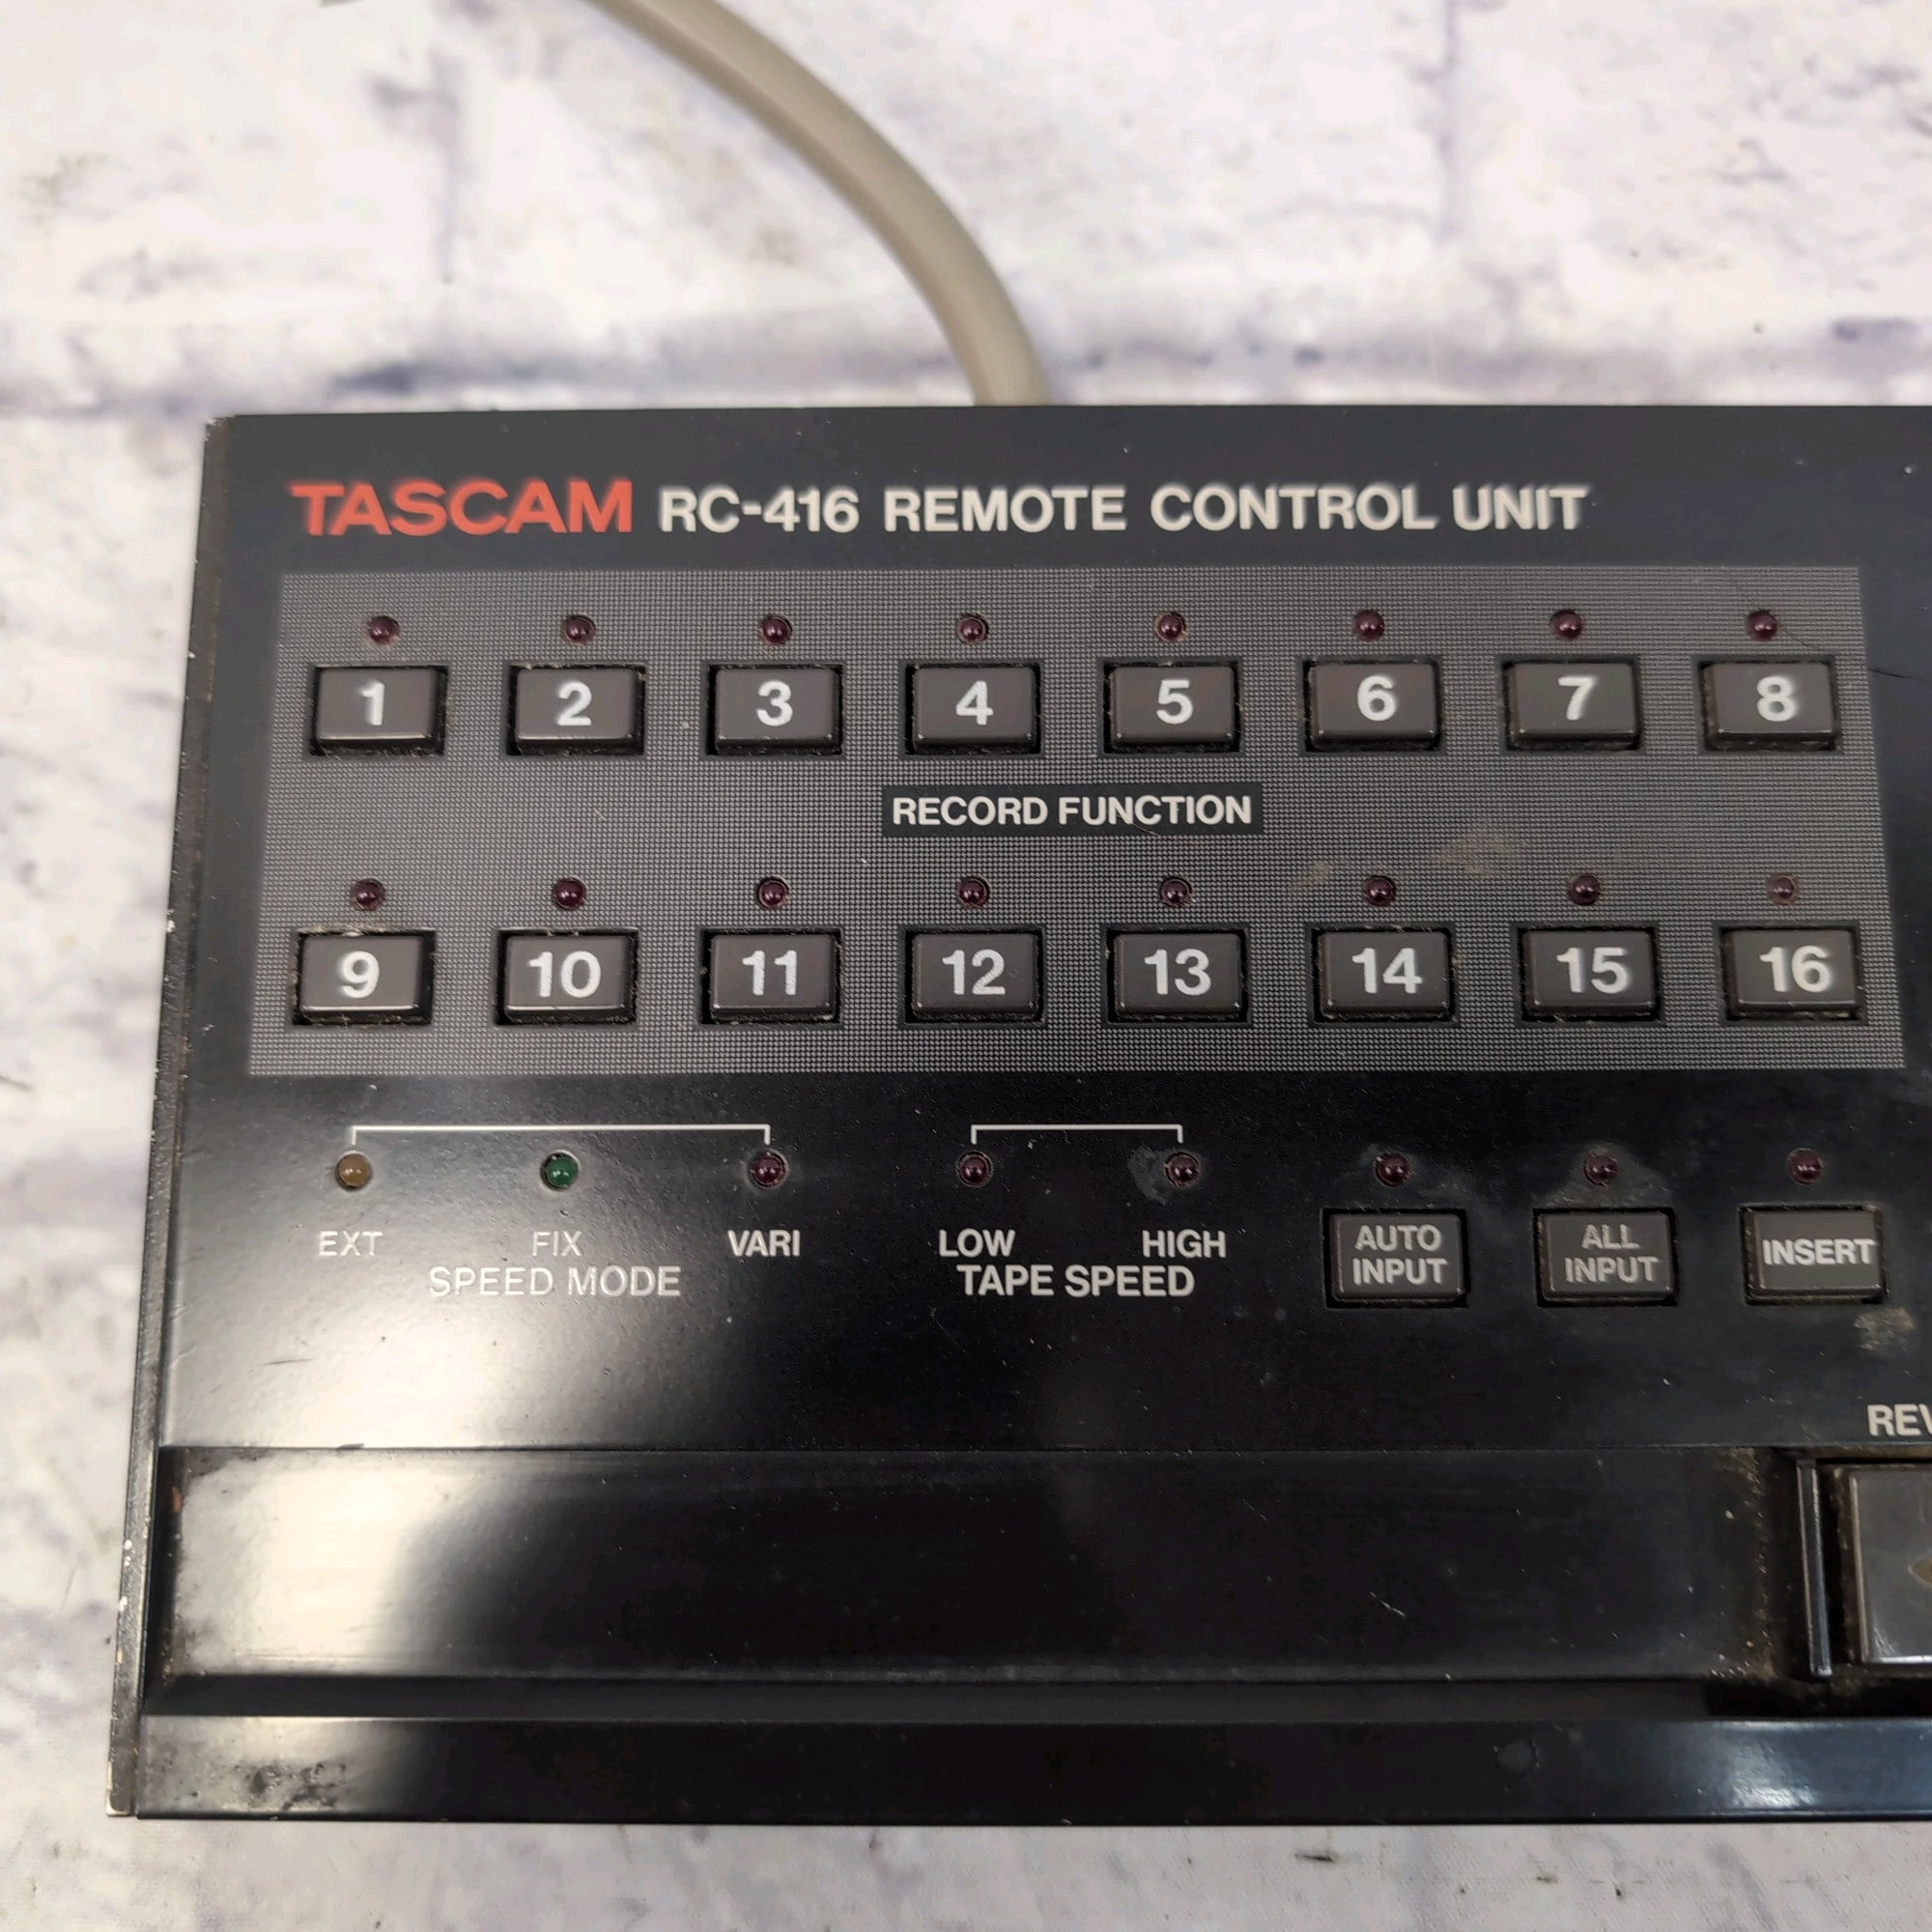 TASCAM RC-416 REMOTE CONTROL UNIT
1 2 3 4 5 6 7 8
RECORD FUNCTION
9 10 11 12 13 14 15 16
EXT FIX VARI
SPEED MODE
LOW HIGH
TAPE SPEED
AUTO
INPUT
ALL
INPUT
INSERT
REV